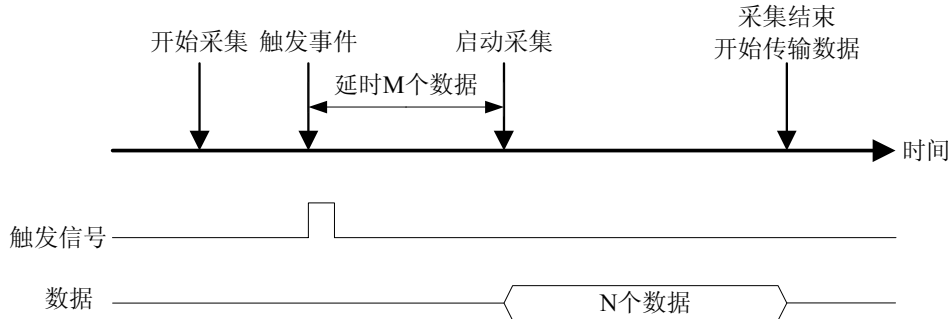 开始采集
触发事件
启动采集
采集结束
开始传输数据
延时M个数据
时间
触发信号
数据
N个数据